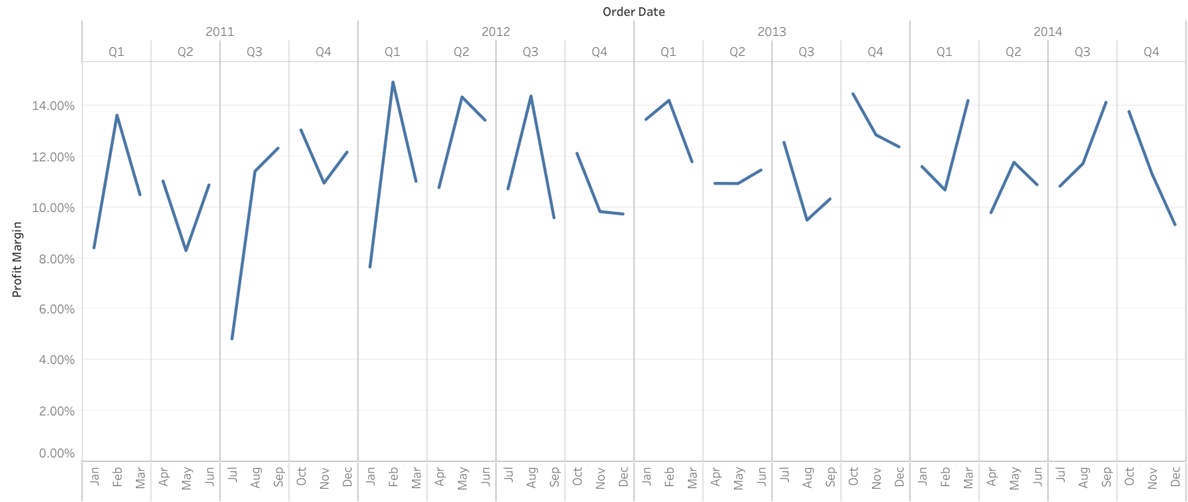 Order Date
2011 2012 2013 2014
Q1 Q2 Q3 Q4 Q1 Q2 Q3 Q4 Q1 Q2 Q3 Q4 Q1 Q2 Q3 Q4
Profit Margin
14.00%
12.00%
10.00%
8.00%
6.00%
4.00%
2.00%
0.00%
Jan Feb Mar Apr May Jun Jul Aug Sep Oct Nov Dec Jan Feb Mar Apr May Jun Jul Aug Sep Oct Nov Dec Jan Feb Mar Apr May Jun Jul Aug Sep Oct Nov Dec Jan Feb Mar Apr May Jun Jul Aug Sep Oct Nov Dec